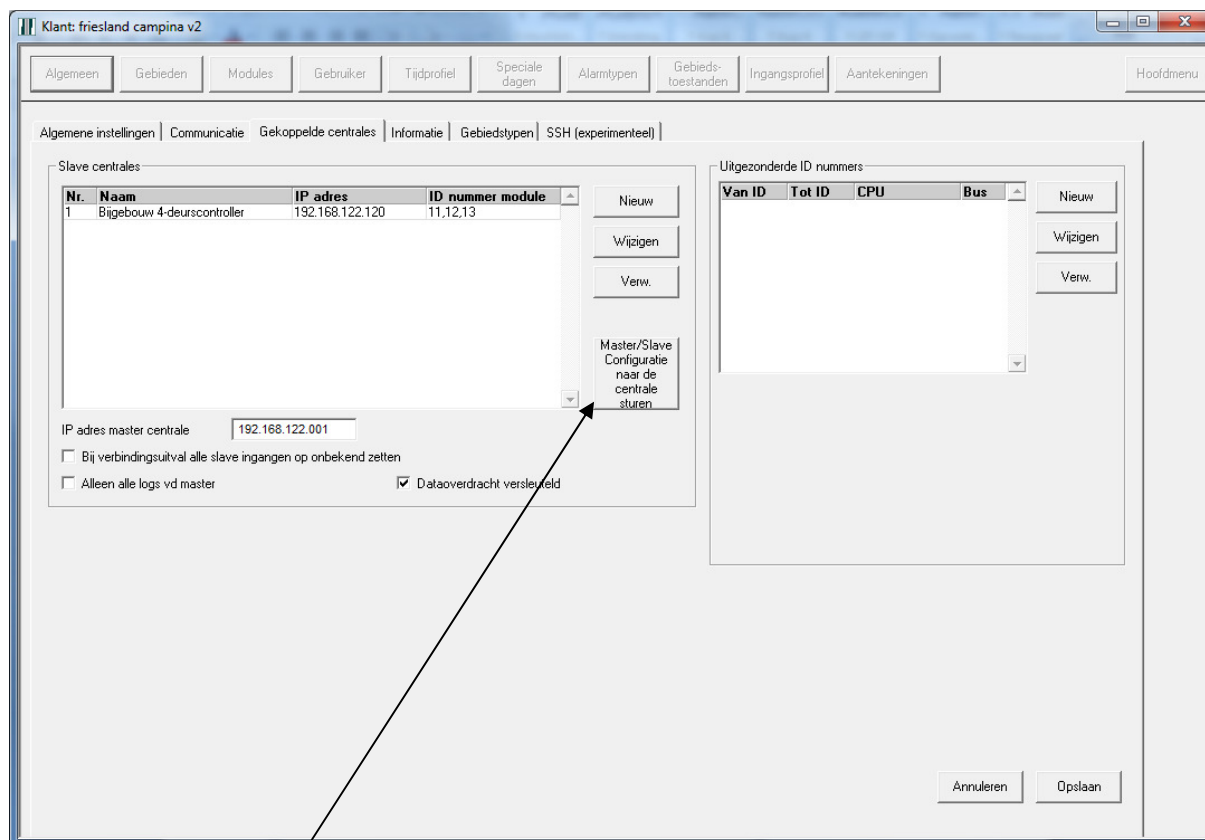 Klant: friesland campina v2
Algemeen Gebieden Modules Gebruiker Tijdprofiel Speciale dagen Alarmtypen Gebieds-toestanden Ingangsprofiel Aantekeningen Hoofdmenu
Algemene instellingen Communicatie Gekoppelde centrales Informatie Gebiedstypen SSH (experimenteel)
Slave centrales
Nr. Naam IP adres ID nummer module
1 Bijgebouw 4-deurscontroller 192.168.122.120 11,12,13
Nieuw
Wijzigen
Verw.
Master/Slave
Configuratie
naar de
centrale
sturen
IP adres master centrale 192.168.122.001
Bij verbindingsuitval alle slave ingangen op onbekend zetten
Alleen alle logs vd master
Dataoverdracht versleuteld
Uitgezonderde ID nummers
Van ID Tot ID CPU Bus
Nieuw
Wijzigen
Verw.
Annuleren Opslaan